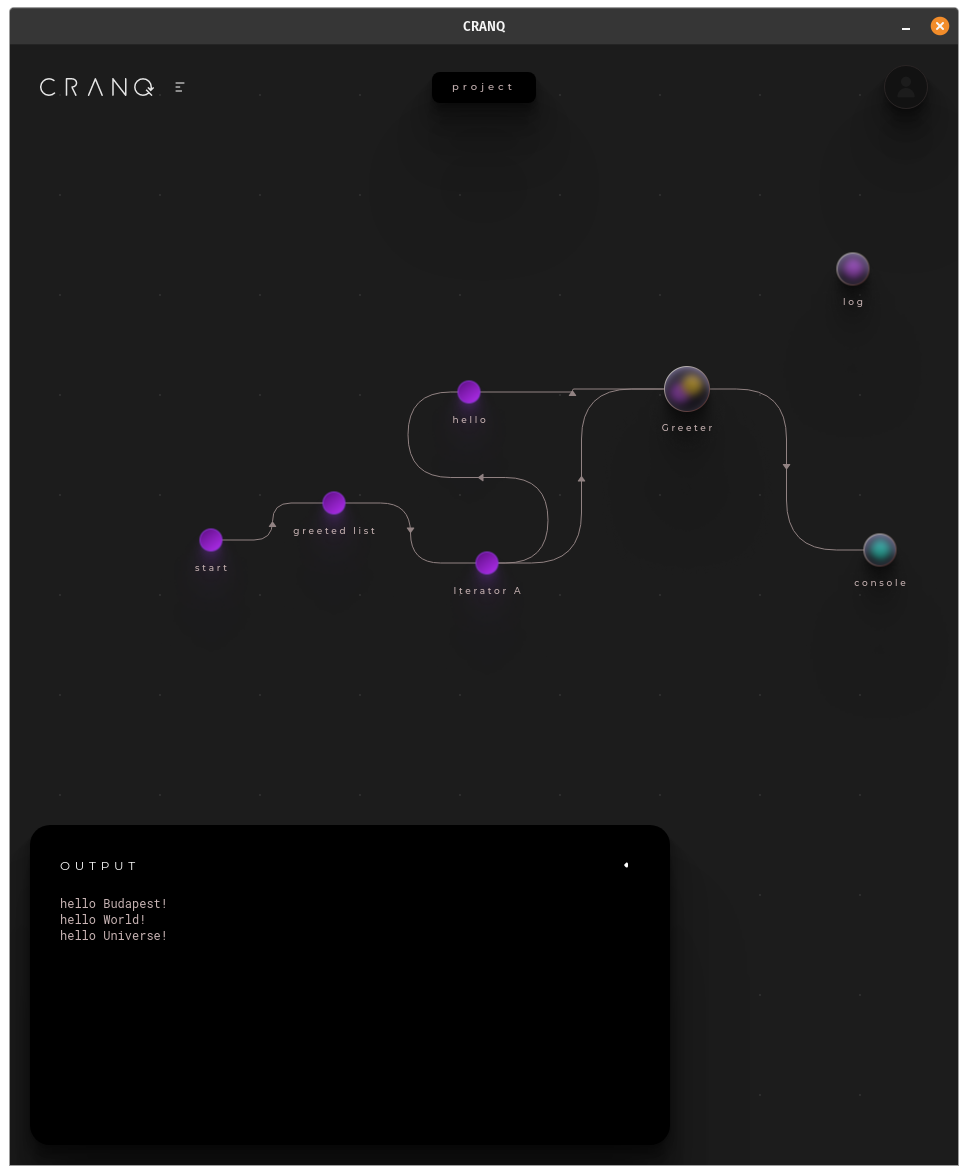 CRANQ
CRANQ
project
log
hello
Greeter
greeted list
start
Iterator A
console
OUTPUT
hello Budapest!
hello World!
hello Universe!